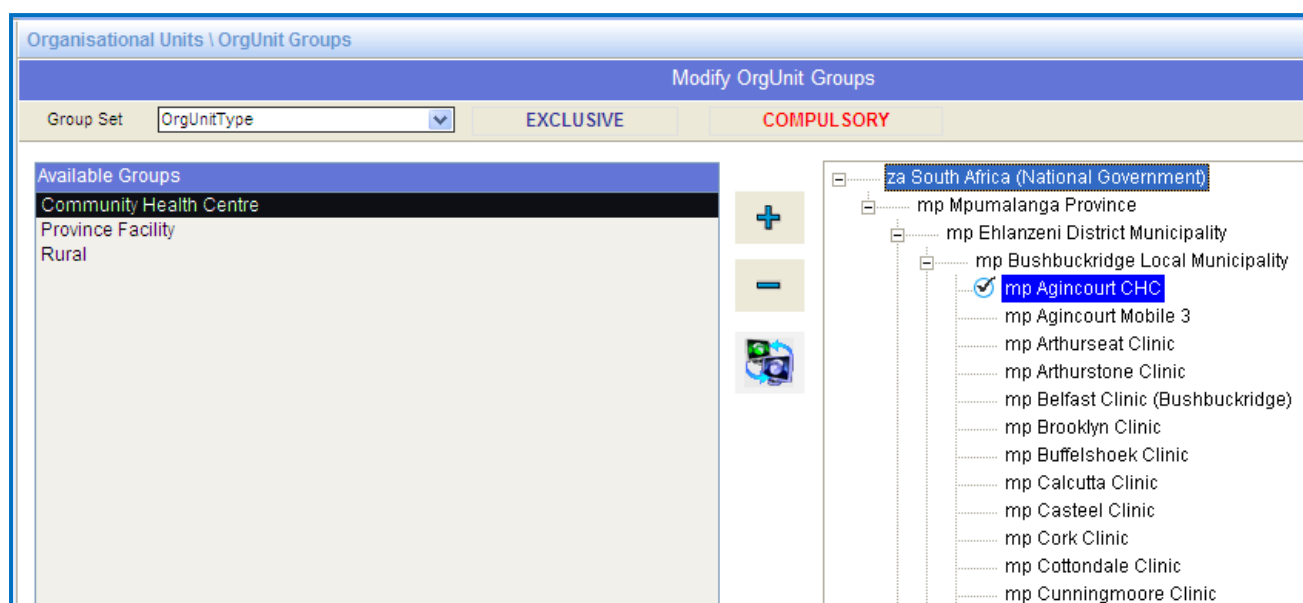 Organisational Units \ OrgUnit Groups
Modify OrgUnit Groups
Group Set OrgUnitType EXCLUSIVE COMPULSORY
Available Groups
Community Health Centre
Province Facility
Rural
za South Africa (National Government)
mp Mpumalanga Province
mp Ehlanzeni District Municipality
mp Bushbuckridge Local Municipality
mp Agincourt CHC
mp Agincourt Mobile 3
mp Arthurseat Clinic
mp Arthurstone Clinic
mp Belfast Clinic (Bushbuckridge)
mp Brooklyn Clinic
mp Buffelshoek Clinic
mp Calcutta Clinic
mp Casteel Clinic
mp Cork Clinic
mp Cottondale Clinic
mp Cunningmoore Clinic